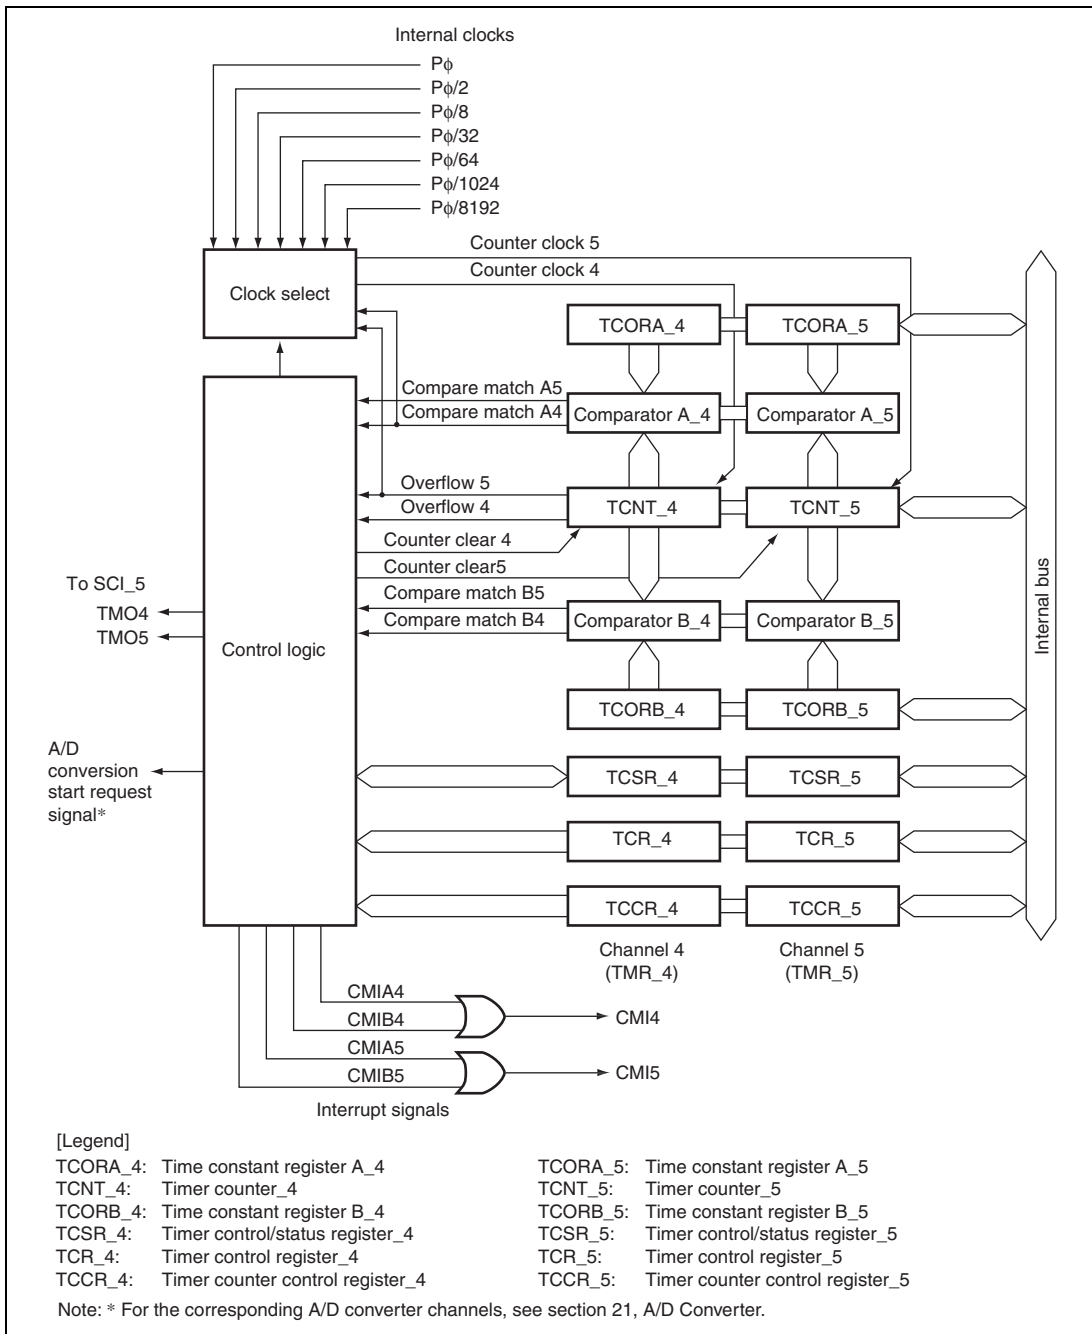 Internal clocks
Pϕ
Pϕ/2
Pϕ/8
Pϕ/32
Pϕ/64
Pϕ/1024
Pϕ/8192
Counter clock 5
Counter clock 4
Clock select
TCORA_4
TCORA_5
Compare match A5
Compare match A4
Comparator A_4
Comparator A_5
Overflow 5
Overflow 4
TCNT_4
TCNT_5
Counter clear 4
Counter clear5
To SCI_5
TMO4
TMO5
Compare match B5
Compare match B4
Comparator B_4
Comparator B_5
Control logic
Internal bus
TCORB_4
TCORB_5
A/D
conversion
start request
signal*
TCSR_4
TCSR_5
TCR_4
TCR_5
TCCR_4
TCCR_5
Channel 4
(TMR_4)
Channel 5
(TMR_5)
CMIA4
CMIB4
CMI4
CMIA5
CMIB5
CMI5
Interrupt signals
[Legend]
TCORA_4: Time constant register A_4
TCNT_4: Timer counter_4
TCORB_4: Time constant register B_4
TCSR_4: Timer control/status register_4
TCR_4: Timer control register_4
TCCR_4: Timer counter control register_4
TCORA_5: Time constant register A_5
TCNT_5: Timer counter_5
TCORB_5: Time constant register B_5
TCSR_5: Timer control/status register_5
TCR_5: Timer control register_5
TCCR_5: Timer counter control register_5
Note: * For the corresponding A/D converter channels, see section 21, A/D Converter.